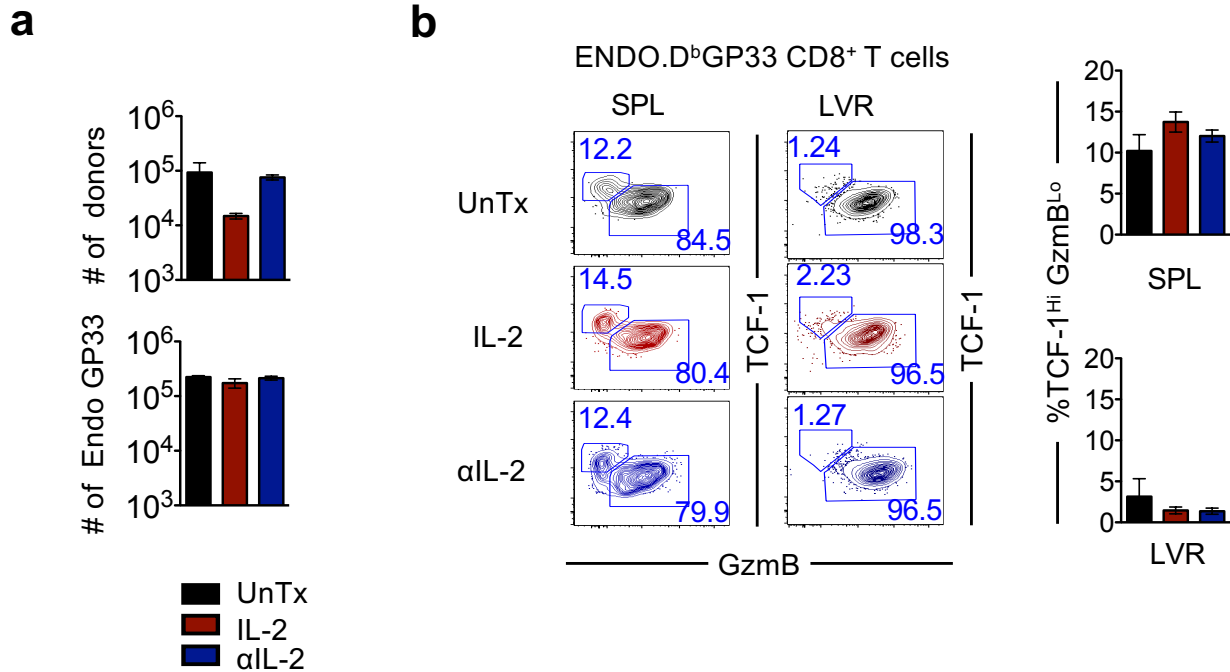 a
# of donors
10⁶
10⁵
10⁴
10³
# of Endo GP33
10⁶
10⁵
10⁴
10³
UnTx
IL-2
αIL-2
b
ENDO.DᵇGP33 CD8⁺ T cells
SPL
LVR
UnTx
12.2
84.5
1.24
98.3
IL-2
14.5
80.4
2.23
96.5
αIL-2
12.4
79.9
1.27
96.5
TCF-1
TCF-1
GzmB
%TCF-1ᴴⁱ GzmBᴸᵒ
20
15
10
5
0
SPL
20
15
10
5
0
LVR